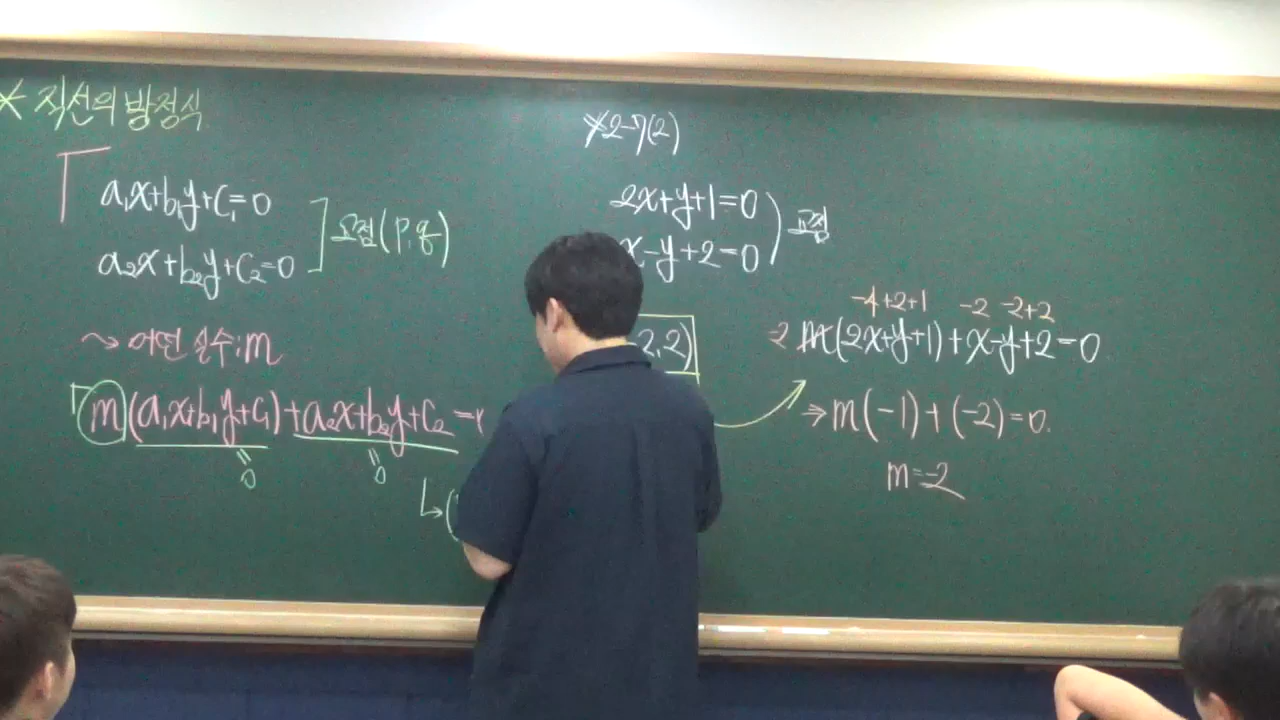 * 직선의 방정식
a₁x+b₁y+c₁=0
a₂x+b₂y+c₂=0
교점(p, q)
~> 어떤 실수: m
m(a₁x+b₁y+c₁)+a₂x+b₂y+c₂=
0 0
↳(
*2-7(2)
2x+y+1=0
x-y+2=0
교점
2,2)
-4+2+1 -2 -2+2
-2 m(2x+y+1)+x-y+2=0
⇒m(-1)+(-2)=0.
m=-2